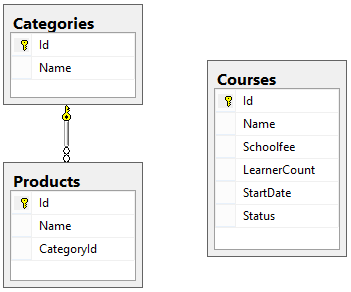 Categories
Id
Name
Products
Id
Name
CategoryId
Courses
Id
Name
Schoolfee
LearnerCount
StartDate
Status